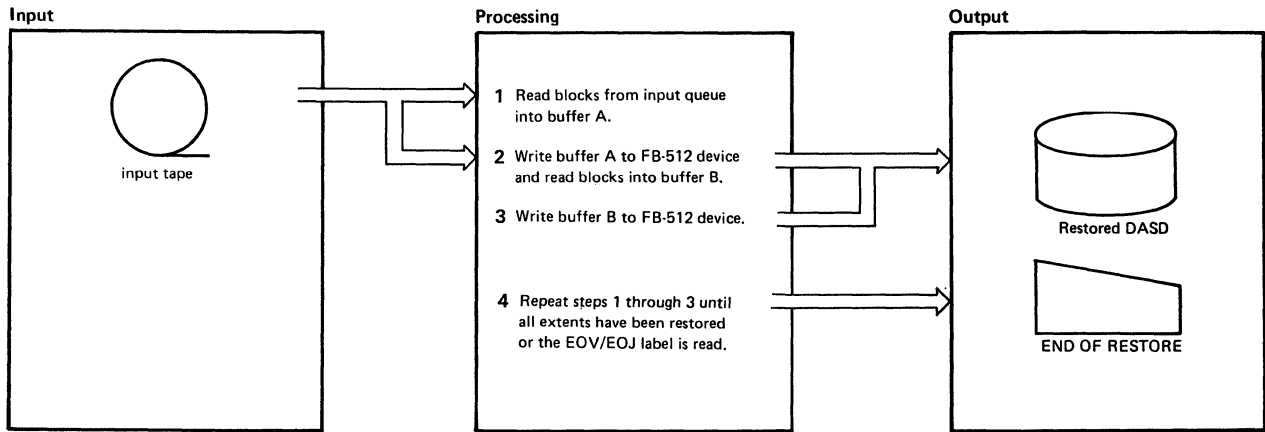 Input
Processing
Output
input tape
1 Read blocks from input queue
into buffer A.
2 Write buffer A to FB-512 device
and read blocks into buffer B.
3 Write buffer B to FB-512 device.
4 Repeat steps 1 through 3 until
all extents have been restored
or the EOV/EOJ label is read.
Restored DASD
END OF RESTORE